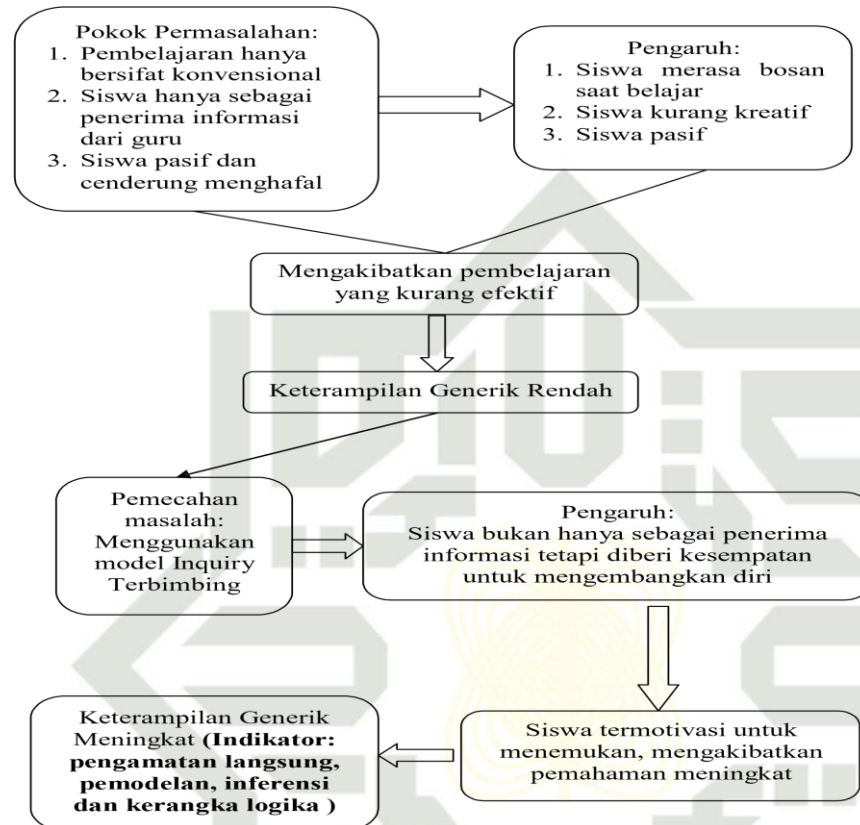 Pokok Permasalahan:
1. Pembelajaran hanya
bersifat konvensional
2. Siswa hanya sebagai
penerima informasi
dari guru
3. Siswa pasif dan
cenderung menghafal
Pengaruh:
1. Siswa merasa bosan
saat belajar
2. Siswa kurang kreatif
3. Siswa pasif
Mengakibatkan pembelajaran
yang kurang efektif
Keterampilan Generik Rendah
Pemecahan
masalah:
Menggunakan
model Inquiry
Terbimbing
Pengaruh:
Siswa bukan hanya sebagai penerima
informasi tetapi diberi kesempatan
untuk mengembangkan diri
Siswa termotivasi untuk
menemukan, mengakibatkan
pemahaman meningkat
Keterampilan Generik
Meningkat (Indikator:
pengamatan langsung,
pemodelan, inferensi
dan kerangka logika )